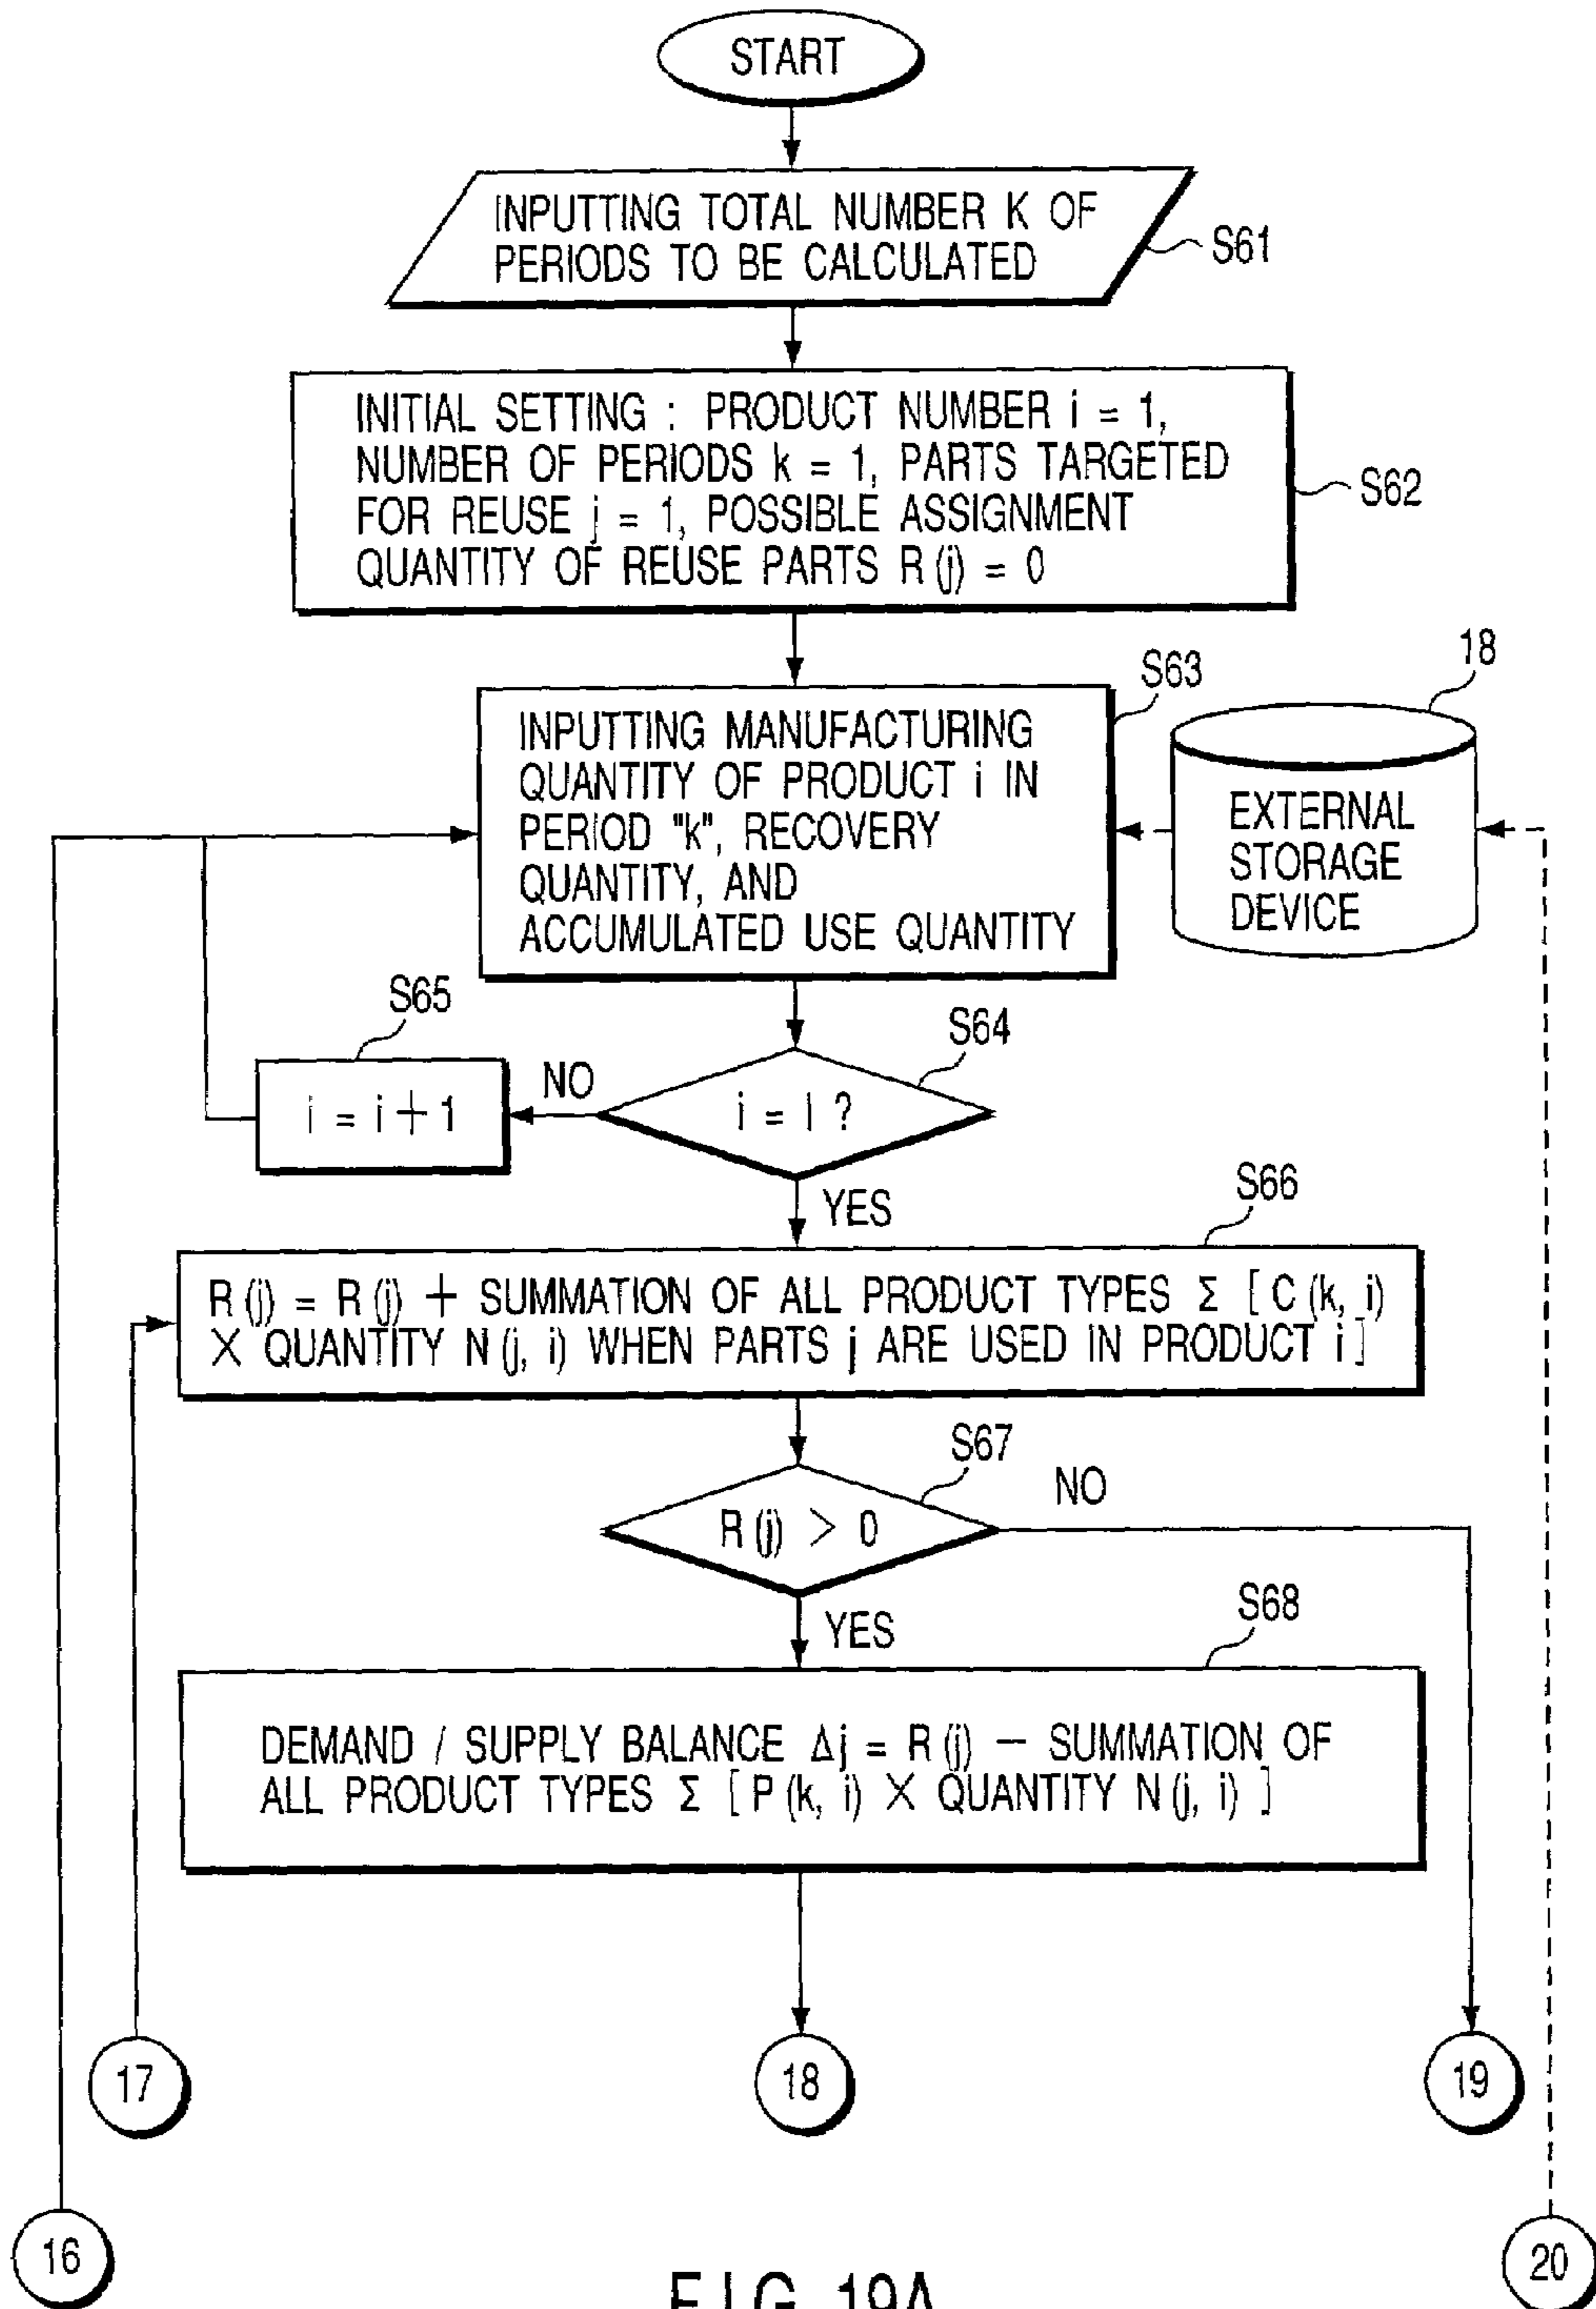 START
INPUTTING TOTAL NUMBER K OF
PERIODS TO BE CALCULATED
S61
INITIAL SETTING : PRODUCT NUMBER i = 1,
NUMBER OF PERIODS k = 1, PARTS TARGETED
FOR REUSE j = 1, POSSIBLE ASSIGNMENT
QUANTITY OF REUSE PARTS R (j) = 0
S62
S63
18
INPUTTING MANUFACTURING
QUANTITY OF PRODUCT i IN
PERIOD "k", RECOVERY
QUANTITY, AND
ACCUMULATED USE QUANTITY
EXTERNAL
STORAGE
DEVICE
S65
S64
i = i + 1
NO
i = I ?
YES
S66
R (j) = R (j) + SUMMATION OF ALL PRODUCT TYPES Σ [ C (k, i)
× QUANTITY N (j, i) WHEN PARTS j ARE USED IN PRODUCT i ]
S67
NO
R (j) > 0
YES
S68
DEMAND / SUPPLY BALANCE Δj = R (j) − SUMMATION OF
ALL PRODUCT TYPES Σ [ P (k, i) × QUANTITY N (j, i) ]
17
18
19
16
20
FIG. 19A